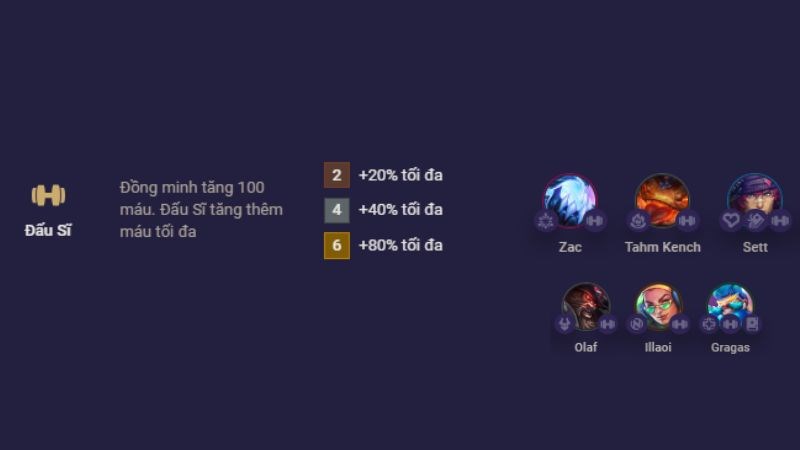 Đấu Sĩ
Đồng minh tăng 100
máu. Đấu Sĩ tăng thêm
máu tối đa
2 +20% tối đa
4 +40% tối đa
6 +80% tối đa
Zac Tahm Kench Sett
Olaf Illaoi Gragas